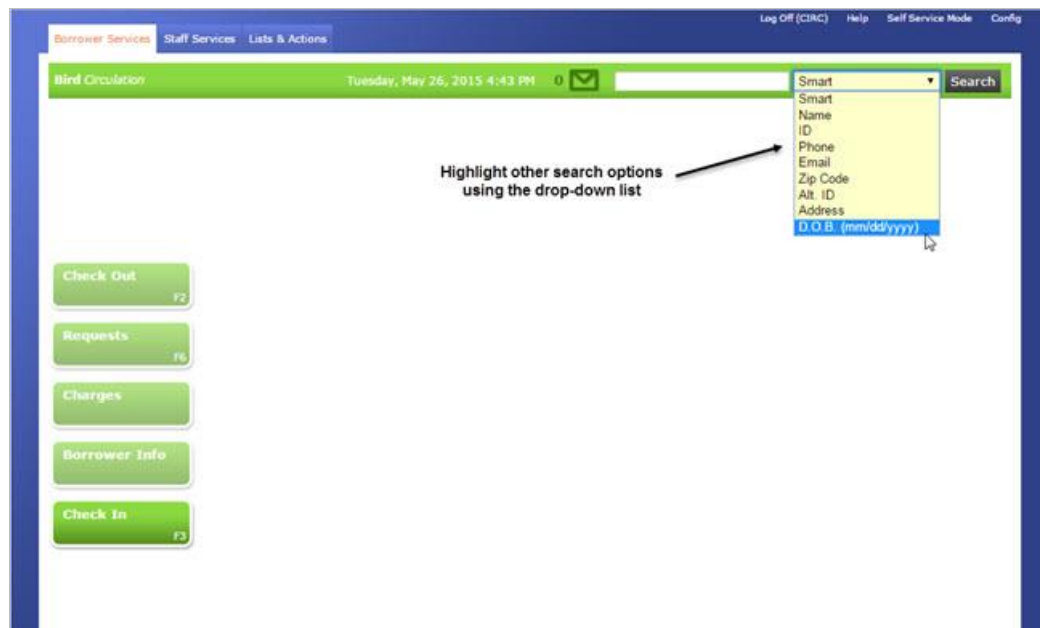 Log Off (CIRC) Help Self Service Mode Config
Borrower Services Staff Services Lists & Actions
Bird Circulation Tuesday, May 26, 2015 4:43 PM 0 Smart Search
Smart
Name
ID
Phone
Email
Zip Code
Alt. ID
Address
D.O.B. (mm/dd/yyyy)
Highlight other search options
using the drop-down list
Check Out
F2
Requests
F6
Charges
Borrower Info
Check In
F3